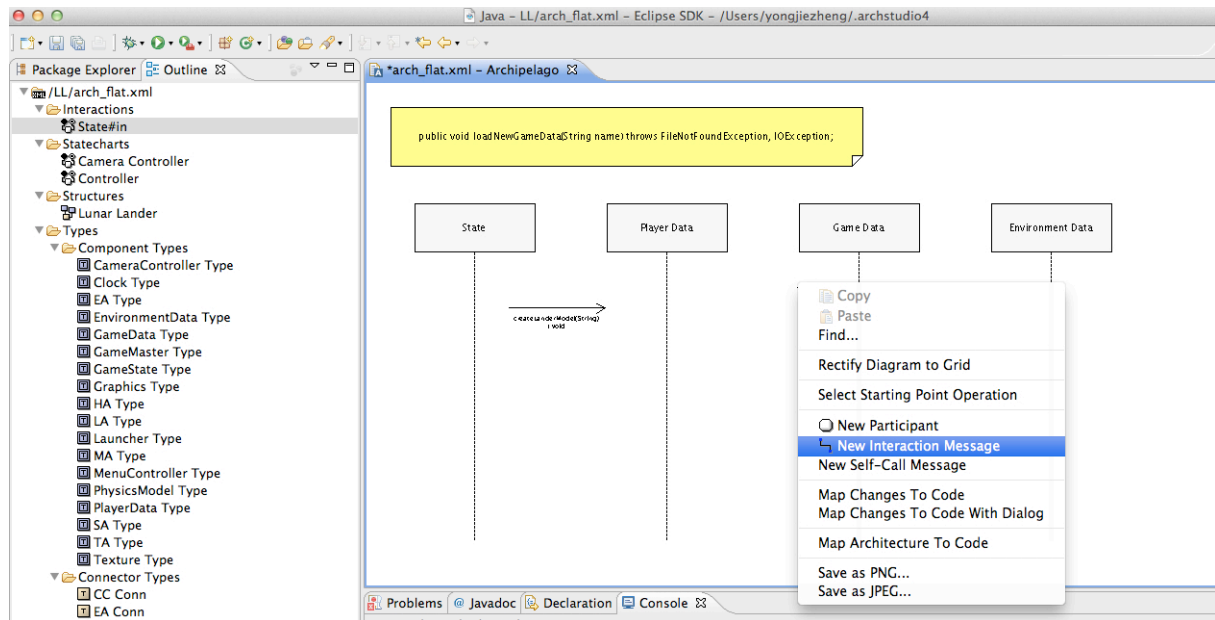 Java – LL/arch_flat.xml – Eclipse SDK – /Users/yongjiezheng/.archstudio4
Package Explorer
Outline
/LL/arch_flat.xml
Interactions
State#in
Statecharts
Camera Controller
Controller
Structures
Lunar Lander
Types
Component Types
CameraController Type
Clock Type
EA Type
EnvironmentData Type
GameData Type
GameMaster Type
GameState Type
Graphics Type
HA Type
LA Type
Launcher Type
MA Type
MenuController Type
PhysicsModel Type
PlayerData Type
SA Type
TA Type
Texture Type
Connector Types
CC Conn
EA Conn
*arch_flat.xml – Archipelago
public void loadNewGameData(String name) throws FileNotFoundException, IOException;
State
Player Data
Game Data
Environment Data
createLanderModel(String)
: void
Copy
Paste
Find...
Rectify Diagram to Grid
Select Starting Point Operation
New Participant
New Interaction Message
New Self-Call Message
Map Changes To Code
Map Changes To Code With Dialog
Map Architecture To Code
Save as PNG...
Save as JPEG...
Problems
@ Javadoc
Declaration
Console